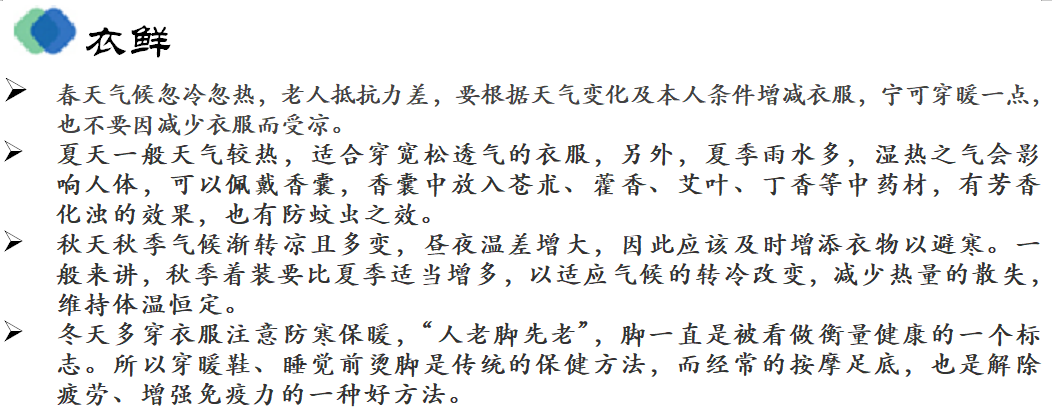 衣鲜
春天气候忽冷忽热，老人抵抗力差，要根据天气变化及本人条件增减衣服，宁可穿暖一点，
也不要因减少衣服而受凉。
夏天一般天气较热，适合穿宽松透气的衣服，另外，夏季雨水多，湿热之气会影
响人体，可以佩戴香囊，香囊中放入苍术、藿香、艾叶、丁香等中药材，有芳香
化浊的效果，也有防蚊虫之效。
秋天秋季气候渐转凉且多变，昼夜温差增大，因此应该及时增添衣物以避寒。一
般来讲，秋季着装要比夏季适当增多，以适应气候的转冷改变，减少热量的散失，
维持体温恒定。
冬天多穿衣服注意防寒保暖，“人老脚先老”，脚一直是被看做衡量健康的一个标
志。所以穿暖鞋、睡觉前烫脚是传统的保健方法，而经常的按摩足底，也是解除
疲劳、增强免疫力的一种好方法。